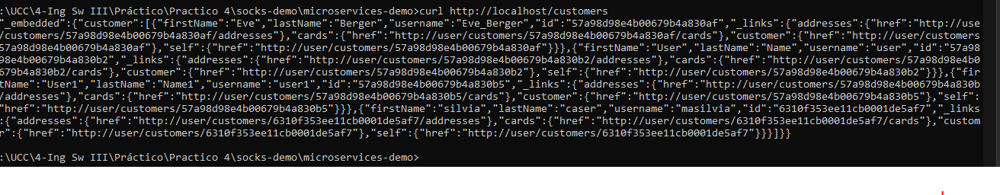 :\UCC\4-Ing Sw III\Práctico\Practico 4\socks-demo\microservices-demo>curl http://localhost/customers
"_embedded":{"customer":[{"firstName":"Eve","lastName":"Berger","username":"Eve_Berger","id":"57a98d98e4b00679b4a830af","_links":{"addresses":{"href":"http://use
/customers/57a98d98e4b00679b4a830af/addresses"},"cards":{"href":"http://user/customers/57a98d98e4b00679b4a830af/cards"},"customer":{"href":"http://user/customers
57a98d98e4b00679b4a830af"},"self":{"href":"http://user/customers/57a98d98e4b00679b4a830af"}}},{"firstName":"User","lastName":"Name","username":"user","id":"57a98
98e4b00679b4a830b2","_links":{"addresses":{"href":"http://user/customers/57a98d98e4b00679b4a830b2/addresses"},"cards":{"href":"http://user/customers/57a98d98e4b0
679b4a830b2/cards"},"customer":{"href":"http://user/customers/57a98d98e4b00679b4a830b2"},"self":{"href":"http://user/customers/57a98d98e4b00679b4a830b2"}}},{"fir
tName":"User1","lastName":"Name1","username":"user1","id":"57a98d98e4b00679b4a830b5","_links":{"addresses":{"href":"http://user/customers/57a98d98e4b00679b4a830b
/addresses"},"cards":{"href":"http://user/customers/57a98d98e4b00679b4a830b5/cards"},"customer":{"href":"http://user/customers/57a98d98e4b00679b4a830b5"},"self":
"href":"http://user/customers/57a98d98e4b00679b4a830b5"}}},{"firstName":"silvia","lastName":"caser","username":"masilvia","id":"6310f353ee11cb0001de5af7","_links
:{"addresses":{"href":"http://user/customers/6310f353ee11cb0001de5af7/addresses"},"cards":{"href":"http://user/customers/6310f353ee11cb0001de5af7/cards"},"custom
r":{"href":"http://user/customers/6310f353ee11cb0001de5af7"},"self":{"href":"http://user/customers/6310f353ee11cb0001de5af7"}}}]}}
:\UCC\4-Ing Sw III\Práctico\Practico 4\socks-demo\microservices-demo>